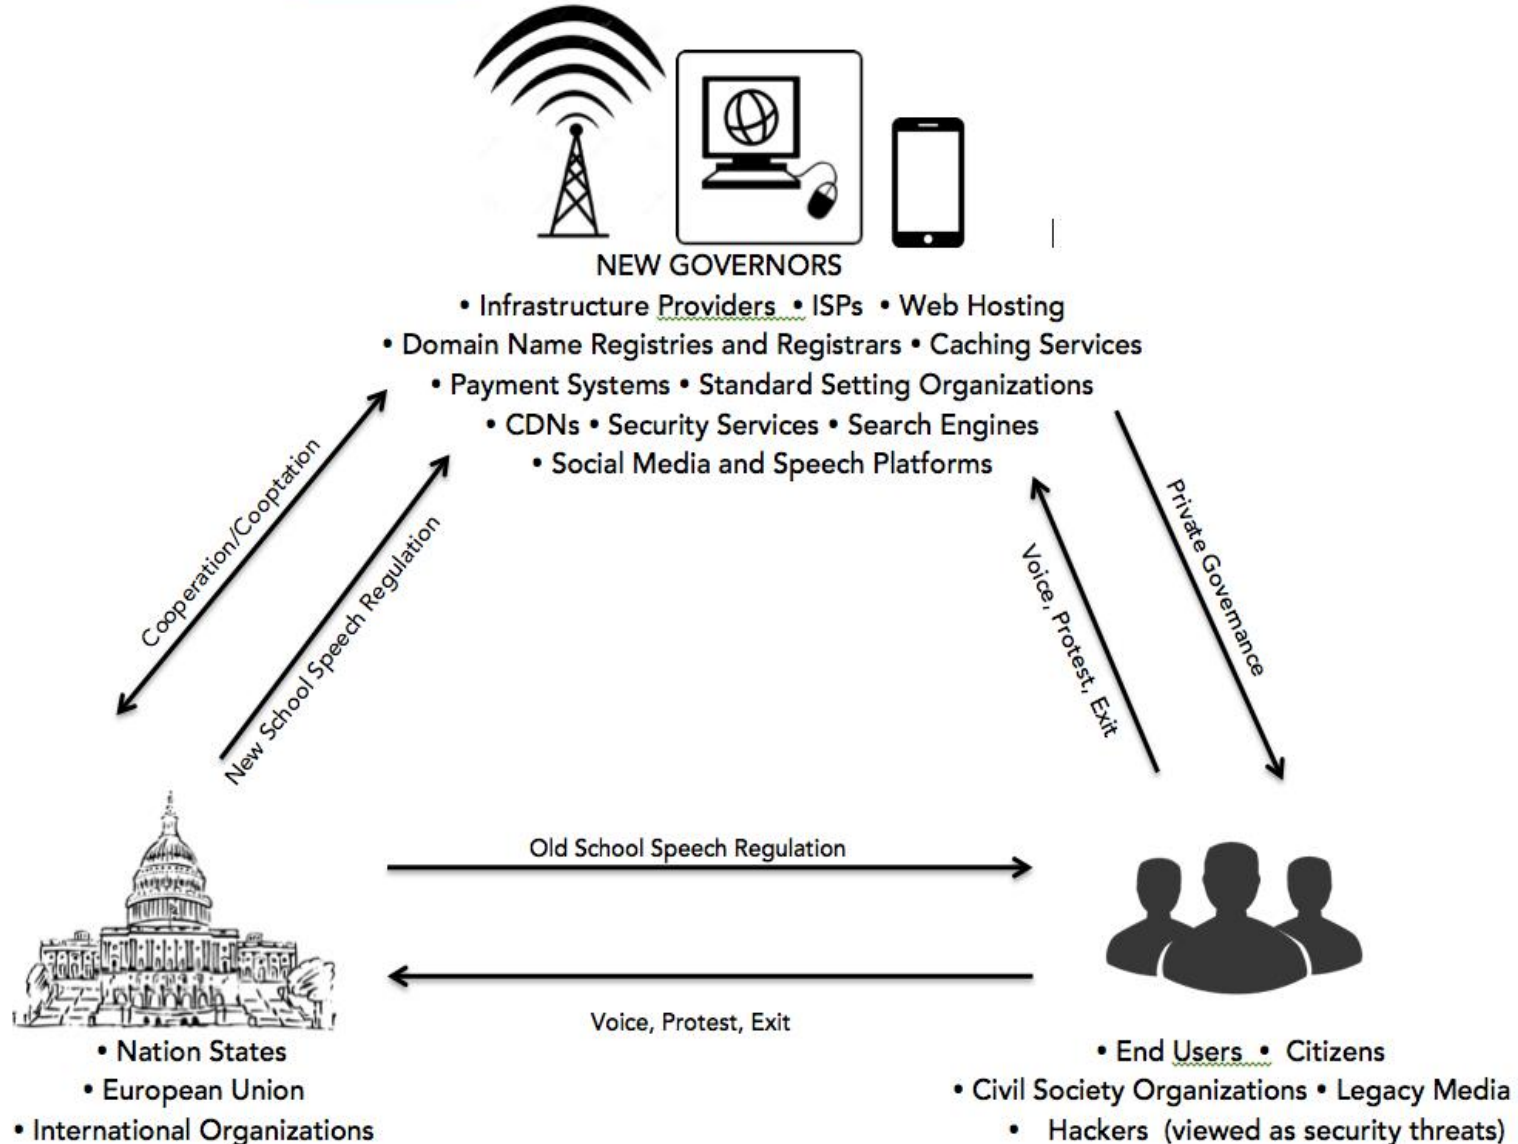 NEW GOVERNORS
• Infrastructure Providers • ISPs • Web Hosting
• Domain Name Registries and Registrars • Caching Services
• Payment Systems • Standard Setting Organizations
• CDNs • Security Services • Search Engines
• Social Media and Speech Platforms
Cooperation/Cooptation
New School Speech Regulation
Voice, Protest, Exit
Private Governance
Old School Speech Regulation
Voice, Protest, Exit
• Nation States
• European Union
• International Organizations
• End Users • Citizens
• Civil Society Organizations • Legacy Media
• Hackers (viewed as security threats)